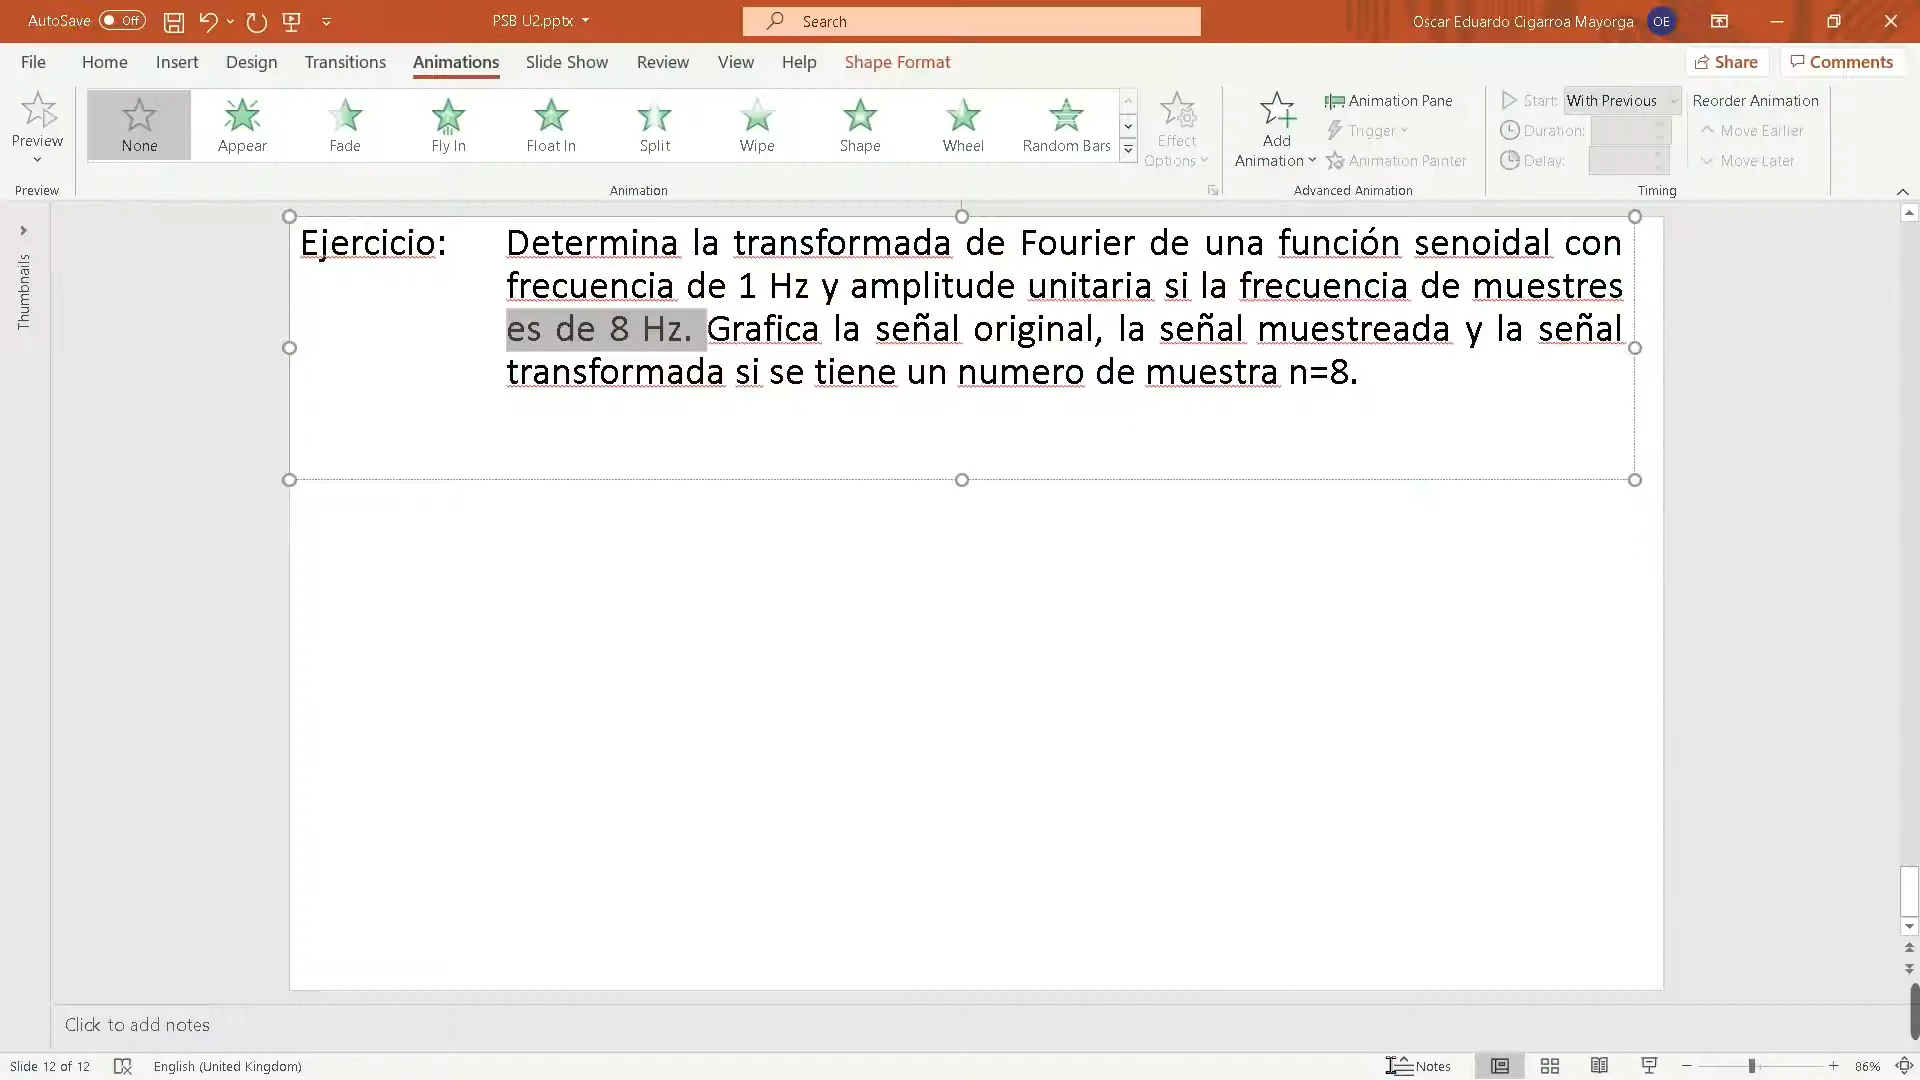 AutoSave Off PSB U2.pptx Search Oscar Eduardo Cigarroa Mayorga OE
File Home Insert Design Transitions Animations Slide Show Review View Help Shape Format Share Comments
Preview None Appear Fade Fly In Float In Split Wipe Shape Wheel Random Bars Effect Options Add Animation Animation Pane Trigger Animation Painter Start: With Previous Duration: Delay: Reorder Animation Move Earlier Move Later
Preview Animation Advanced Animation Timing
Thumbnails
Ejercicio: Determina la transformada de Fourier de una función senoidal con
frecuencia de 1 Hz y amplitude unitaria si la frecuencia de muestres
es de 8 Hz. Grafica la señal original, la señal muestreada y la señal
transformada si se tiene un numero de muestra n=8.
Click to add notes
Slide 12 of 12 English (United Kingdom) Notes 86%